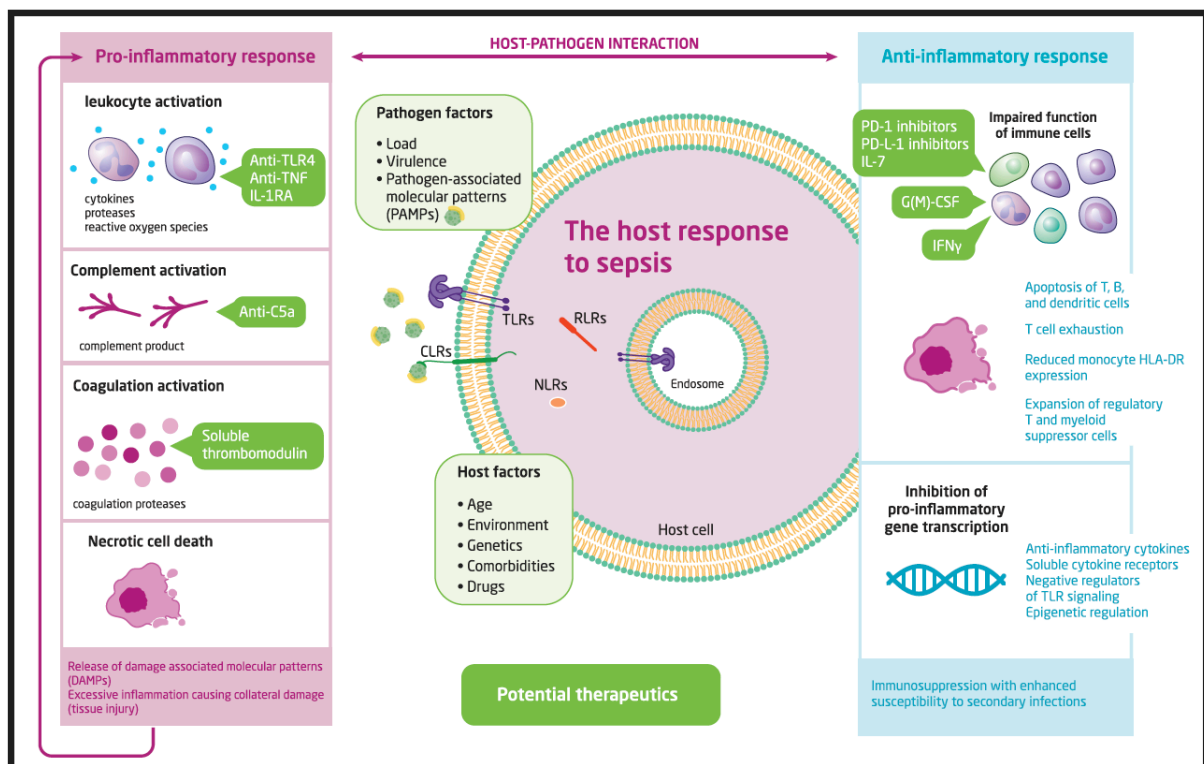 HOST-PATHOGEN INTERACTION
Pro-inflammatory response
leukocyte activation
Anti-TLR4
Anti-TNF
IL-1RA
cytokines
proteases
reactive oxygen species
Complement activation
Anti-C5a
complement product
Coagulation activation
Soluble
thrombomodulin
coagulation proteases
Necrotic cell death
Release of damage associated molecular patterns
(DAMPs)
Excessive inflammation causing collateral damage
(tissue injury)
Pathogen factors
• Load
• Virulence
• Pathogen-associated
molecular patterns
(PAMPs)
The host response
to sepsis
TLRs
RLRs
CLRs
NLRs
Endosome
Host cell
Host factors
• Age
• Environment
• Genetics
• Comorbidities
• Drugs
Potential therapeutics
Anti-inflammatory response
PD-1 inhibitors
PD-L-1 inhibitors
IL-7
Impaired function
of immune cells
G(M)-CSF
IFNγ
Apoptosis of T, B,
and dendritic cells
T cell exhaustion
Reduced monocyte HLA-DR
expression
Expansion of regulatory
T and myeloid
suppressor cells
Inhibition of
pro-inflammatory
gene transcription
Anti-inflammatory cytokines
Soluble cytokine receptors
Negative regulators
of TLR signaling
Epigenetic regulation
Immunosuppression with enhanced
susceptibility to secondary infections